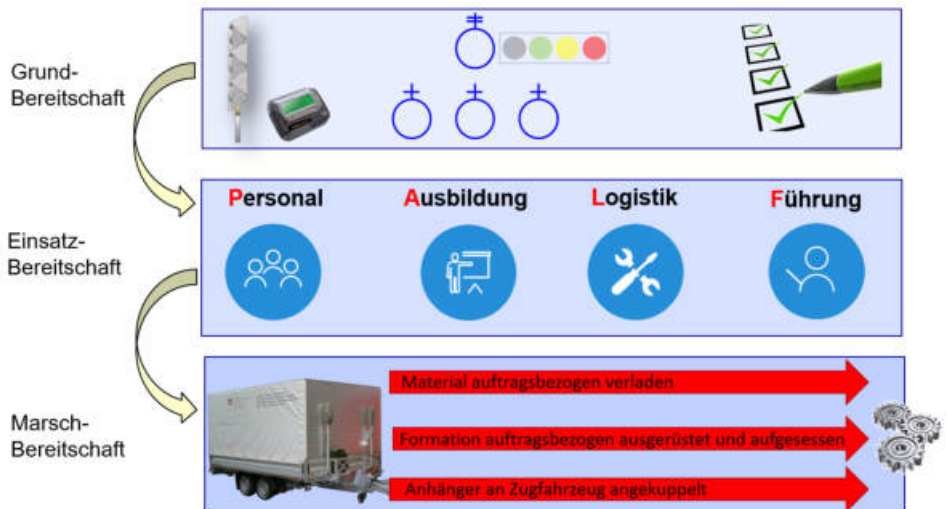 Grund-
Bereitschaft
Personal
Ausbildung
Logistik
Führung
Einsatz-
Bereitschaft
Material auftragsbezogen verladen
Marsch-
Bereitschaft
Formation auftragsbezogen ausgerüstet und aufgesessen
Anhänger an Zugfahrzeug angekuppelt